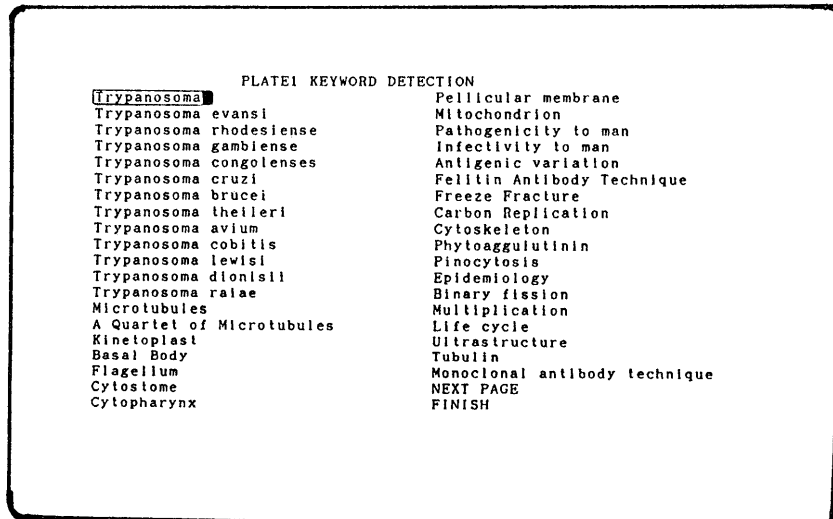 PLATE1 KEYWORD DETECTION
Trypanosoma
Trypanosoma evansi
Trypanosoma rhodesiense
Trypanosoma gambiense
Trypanosoma congolenses
Trypanosoma cruzi
Trypanosoma brucei
Trypanosoma theileri
Trypanosoma avium
Trypanosoma cobitis
Trypanosoma lewisi
Trypanosoma dionisii
Trypanosoma raiae
Microtubules
A Quartet of Microtubules
Kinetoplast
Basal Body
Flagellum
Cytostome
Cytopharynx
Pellicular membrane
Mitochondrion
Pathogenicity to man
Infectivity to man
Antigenic variation
Felitin Antibody Technique
Freeze Fracture
Carbon Replication
Cytoskeleton
Phytoaggulutinin
Pinocytosis
Epidemiology
Binary fission
Multiplication
Life cycle
Ultrastructure
Tubulin
Monoclonal antibody technique
NEXT PAGE
FINISH